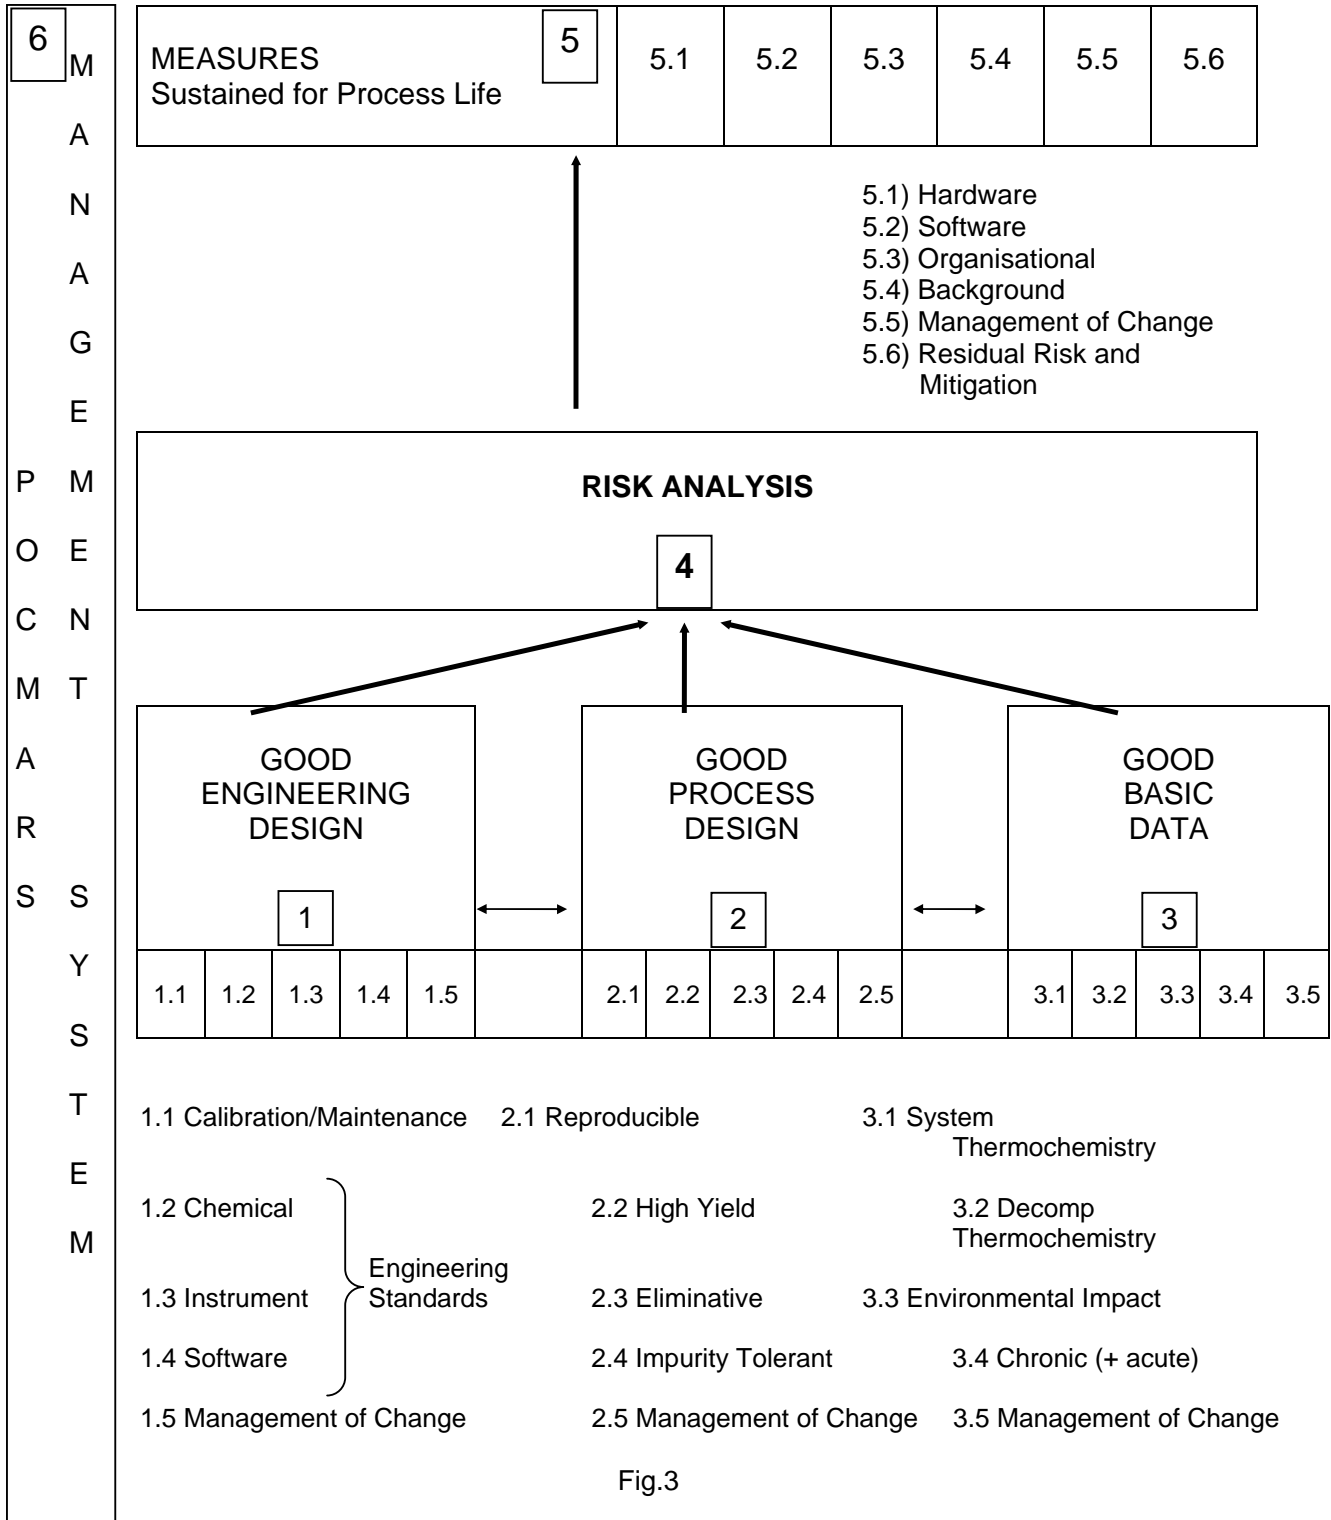 6
MANAGEMENT SYSTEM
POCMARS
MEASURES
Sustained for Process Life
5
5.1 5.2 5.3 5.4 5.5 5.6
5.1) Hardware
5.2) Software
5.3) Organisational
5.4) Background
5.5) Management of Change
5.6) Residual Risk and
Mitigation
RISK ANALYSIS
4
GOOD
ENGINEERING
DESIGN
1
GOOD
PROCESS
DESIGN
2
GOOD
BASIC
DATA
3
1.1 1.2 1.3 1.4 1.5 2.1 2.2 2.3 2.4 2.5 3.1 3.2 3.3 3.4 3.5
1.1 Calibration/Maintenance 2.1 Reproducible 3.1 System
Thermochemistry
1.2 Chemical 2.2 High Yield 3.2 Decomp
Thermochemistry
Engineering
1.3 Instrument Standards 2.3 Eliminative 3.3 Environmental Impact
1.4 Software 2.4 Impurity Tolerant 3.4 Chronic (+ acute)
1.5 Management of Change 2.5 Management of Change 3.5 Management of Change
Fig.3